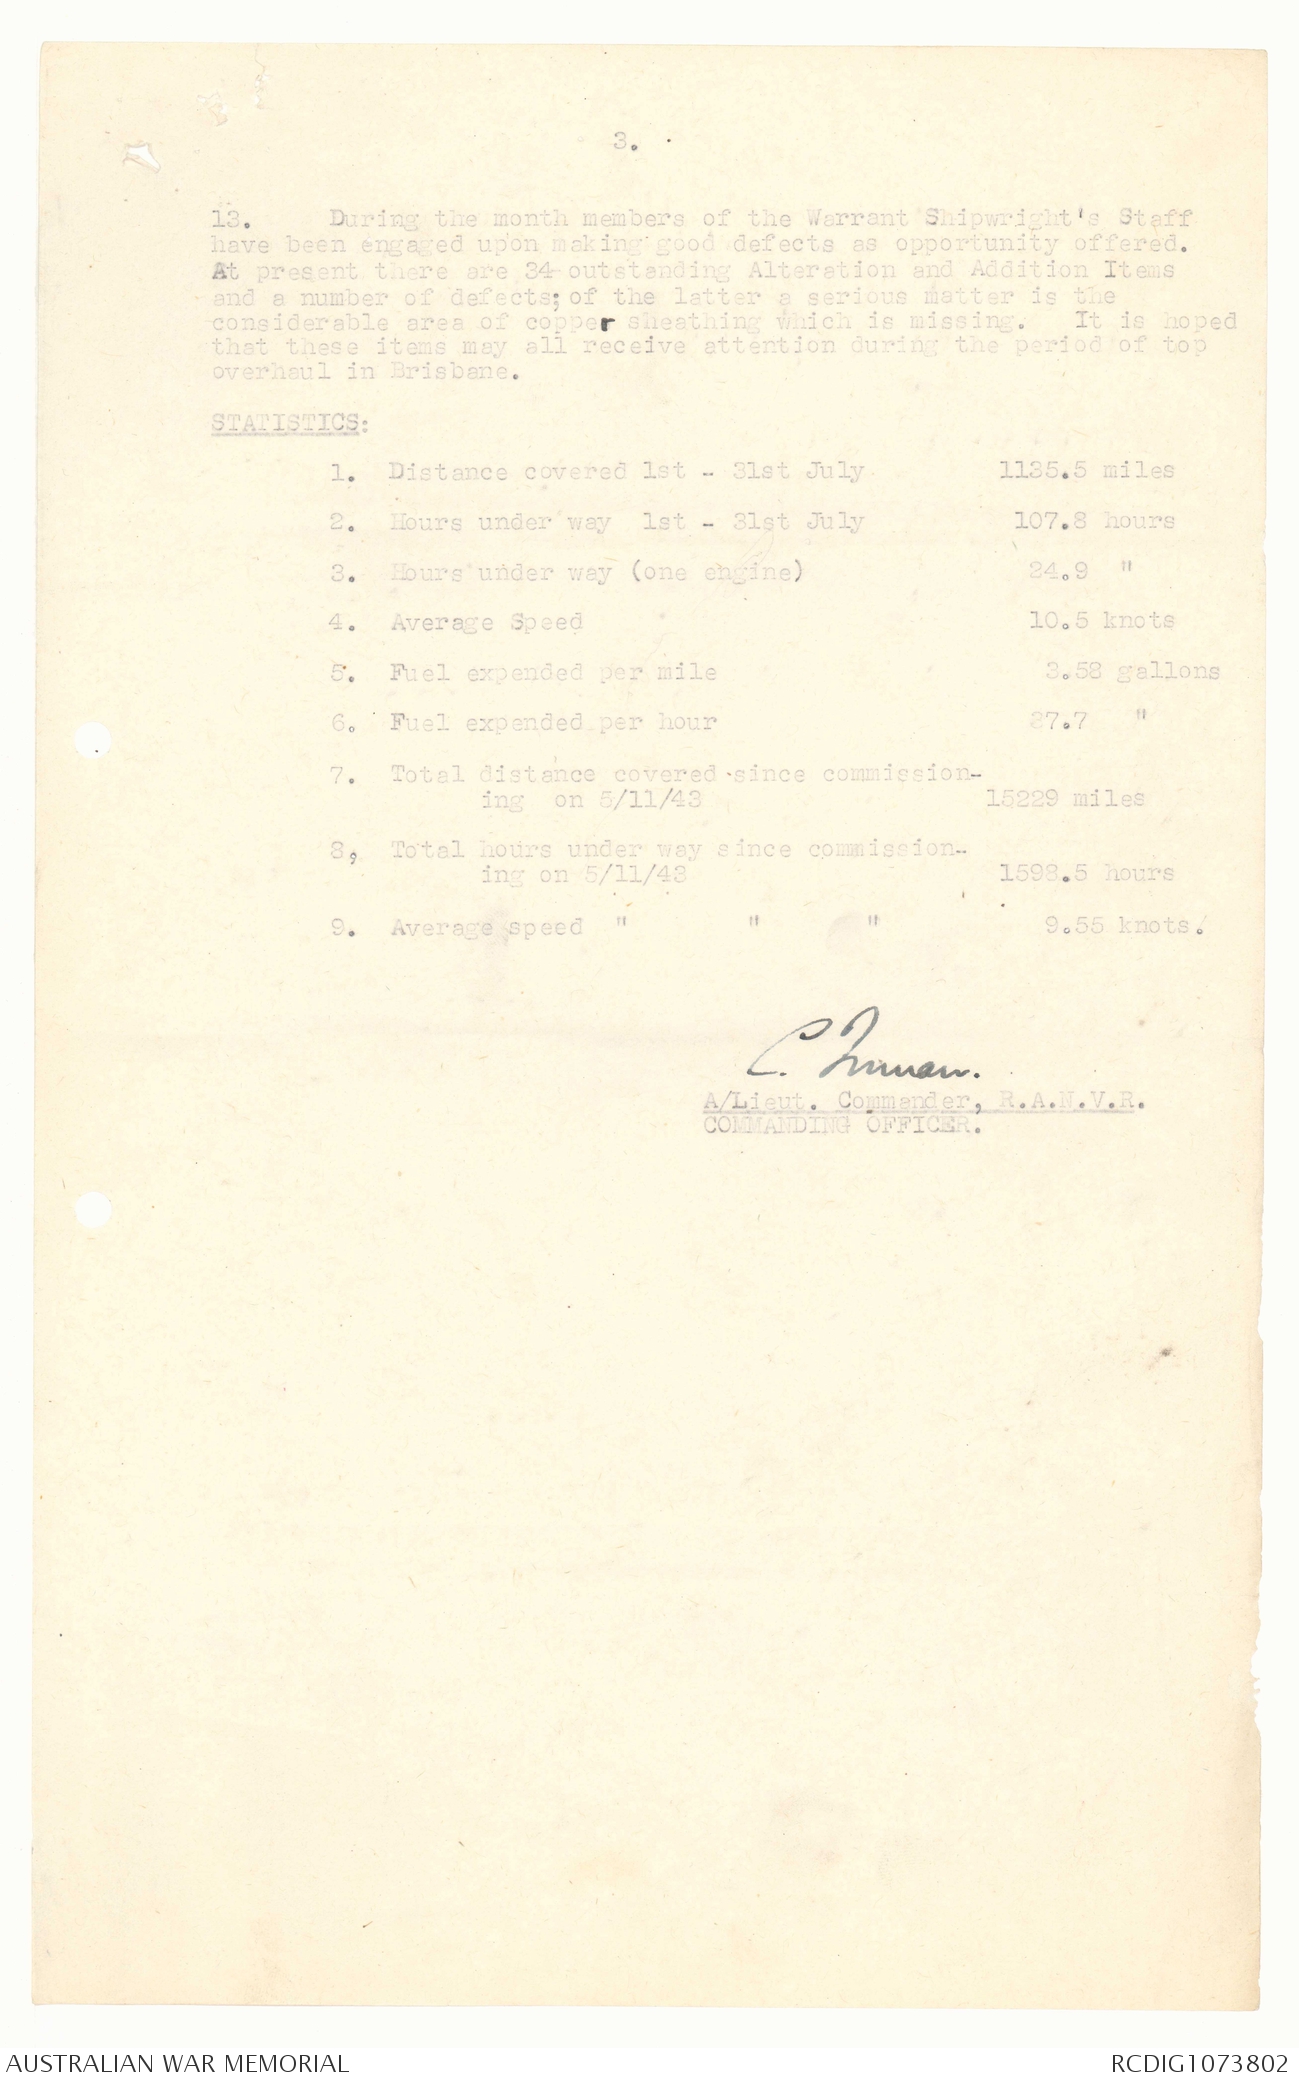 3.
13. During the month members of the Warrant Shipwright's Staff
have been engaged upon making good defects as opportunity offered.
At present there are 34 outstanding Alteration and Addition Items
and a number of defects; of the latter a serious matter is the
considerable area of copper sheathing which is missing. It is hoped
that these items may all receive attention during the period of top
overhaul in Brisbane.
STATISTICS:
1. Distance covered 1st - 31st July 1135.5 miles
2. Hours under way 1st - 31st July 107.8 hours
3. Hours under way (one engine) 24.9 "
4. Average Speed 10.5 knots
5. Fuel expended per mile 3.58 gallons
6. Fuel expended per hour 37.7 "
7. Total distance covered since commission-
ing on 5/11/43 15229 miles
8, Total hours under way since commission-
ing on 5/11/43 1598.5 hours
9. Average speed " " " 9.55 knots.
C. Inman.
A/Lieut. Commander, R.A.N.V.R.
COMMANDING OFFICER.
AUSTRALIAN WAR MEMORIAL RCDIG1073802